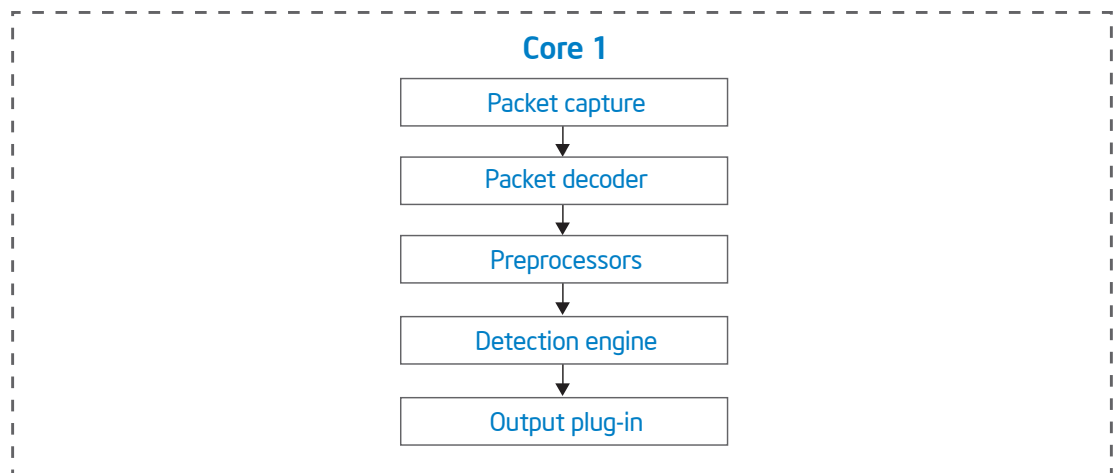 Core 1
Packet capture
Packet decoder
Preprocessors
Detection engine
Output plug-in